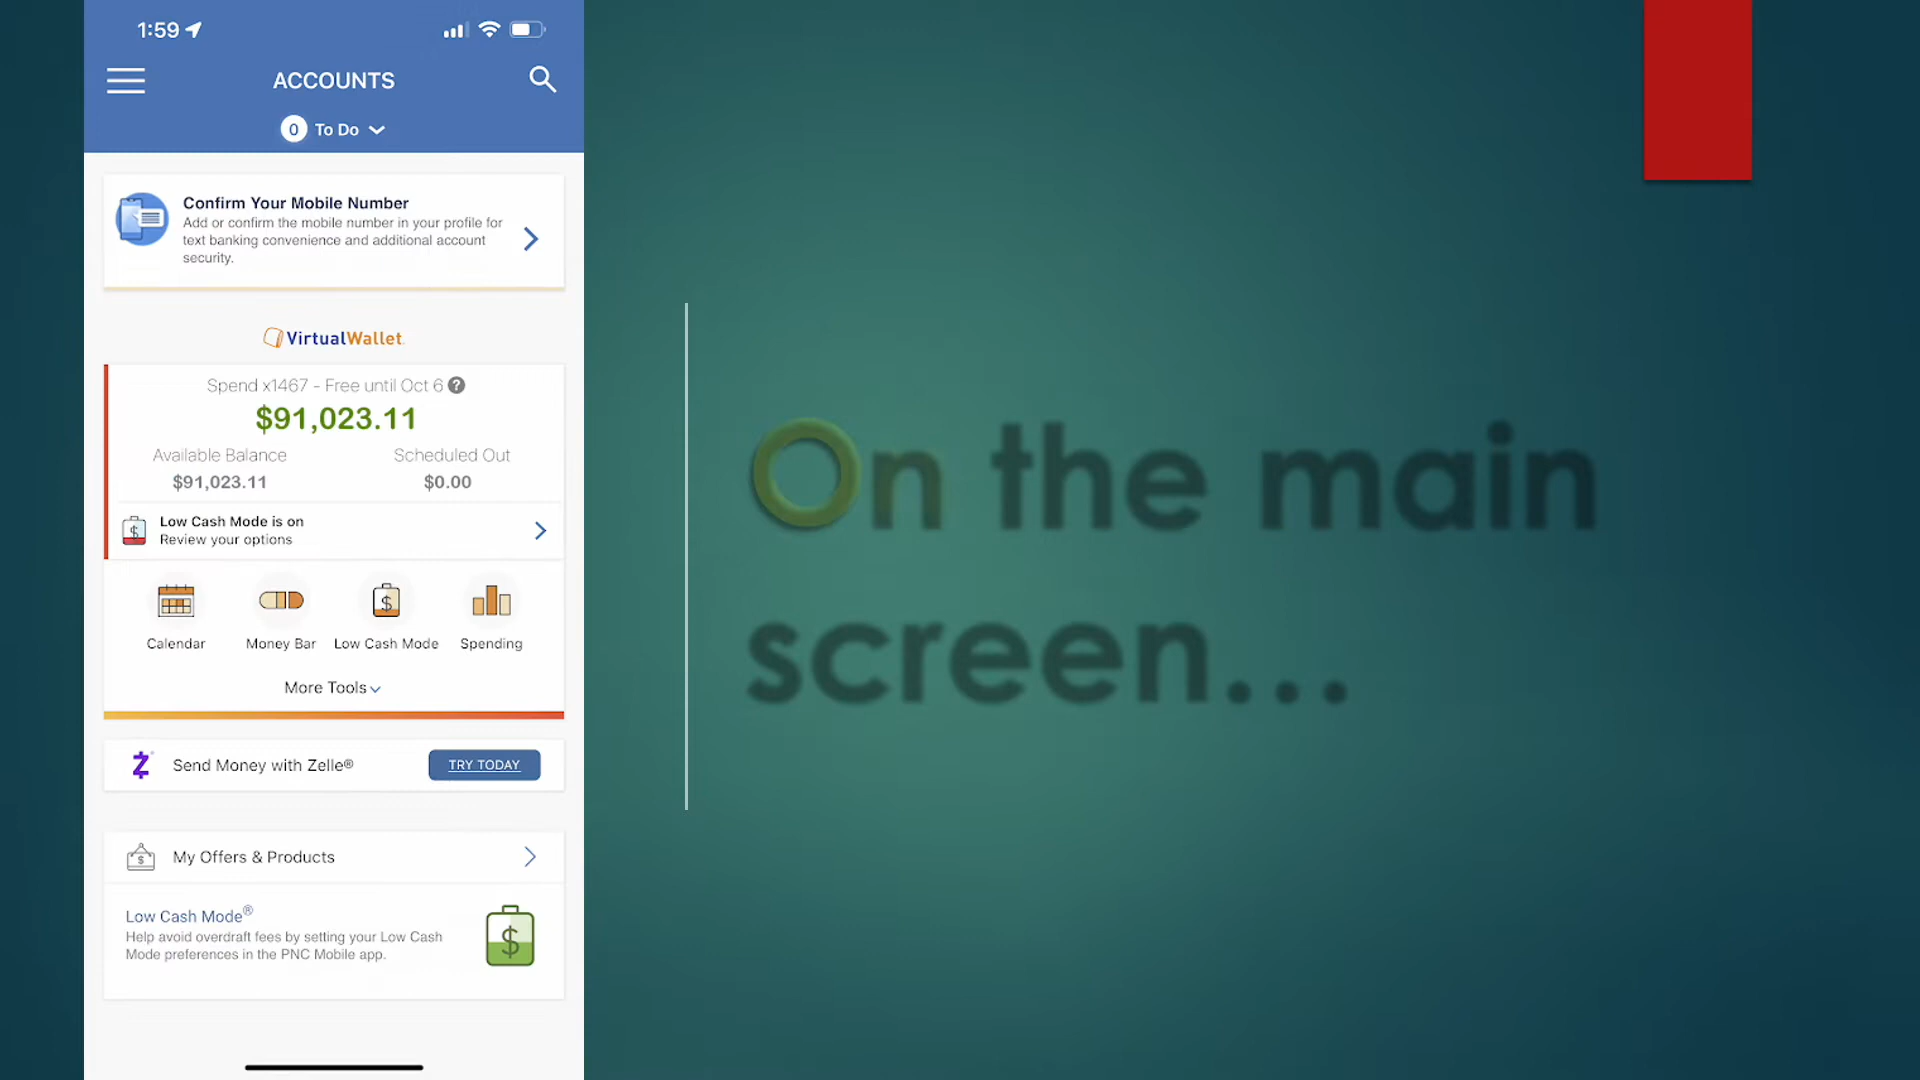 1:59
ACCOUNTS
0 To Do
Confirm Your Mobile Number
Add or confirm the mobile number in your profile for
text banking convenience and additional account
security.
VirtualWallet
Spend x1467 - Free until Oct 6 ?
$91,023.11
Available Balance
$91,023.11
Scheduled Out
$0.00
$
Low Cash Mode is on
Review your options
Calendar
Money Bar
$
Low Cash Mode
Spending
More Tools
Send Money with Zelle®
TRY TODAY
$
My Offers & Products
Low Cash Mode®
Help avoid overdraft fees by setting your Low Cash
Mode preferences in the PNC Mobile app.
$
On the main
screen...